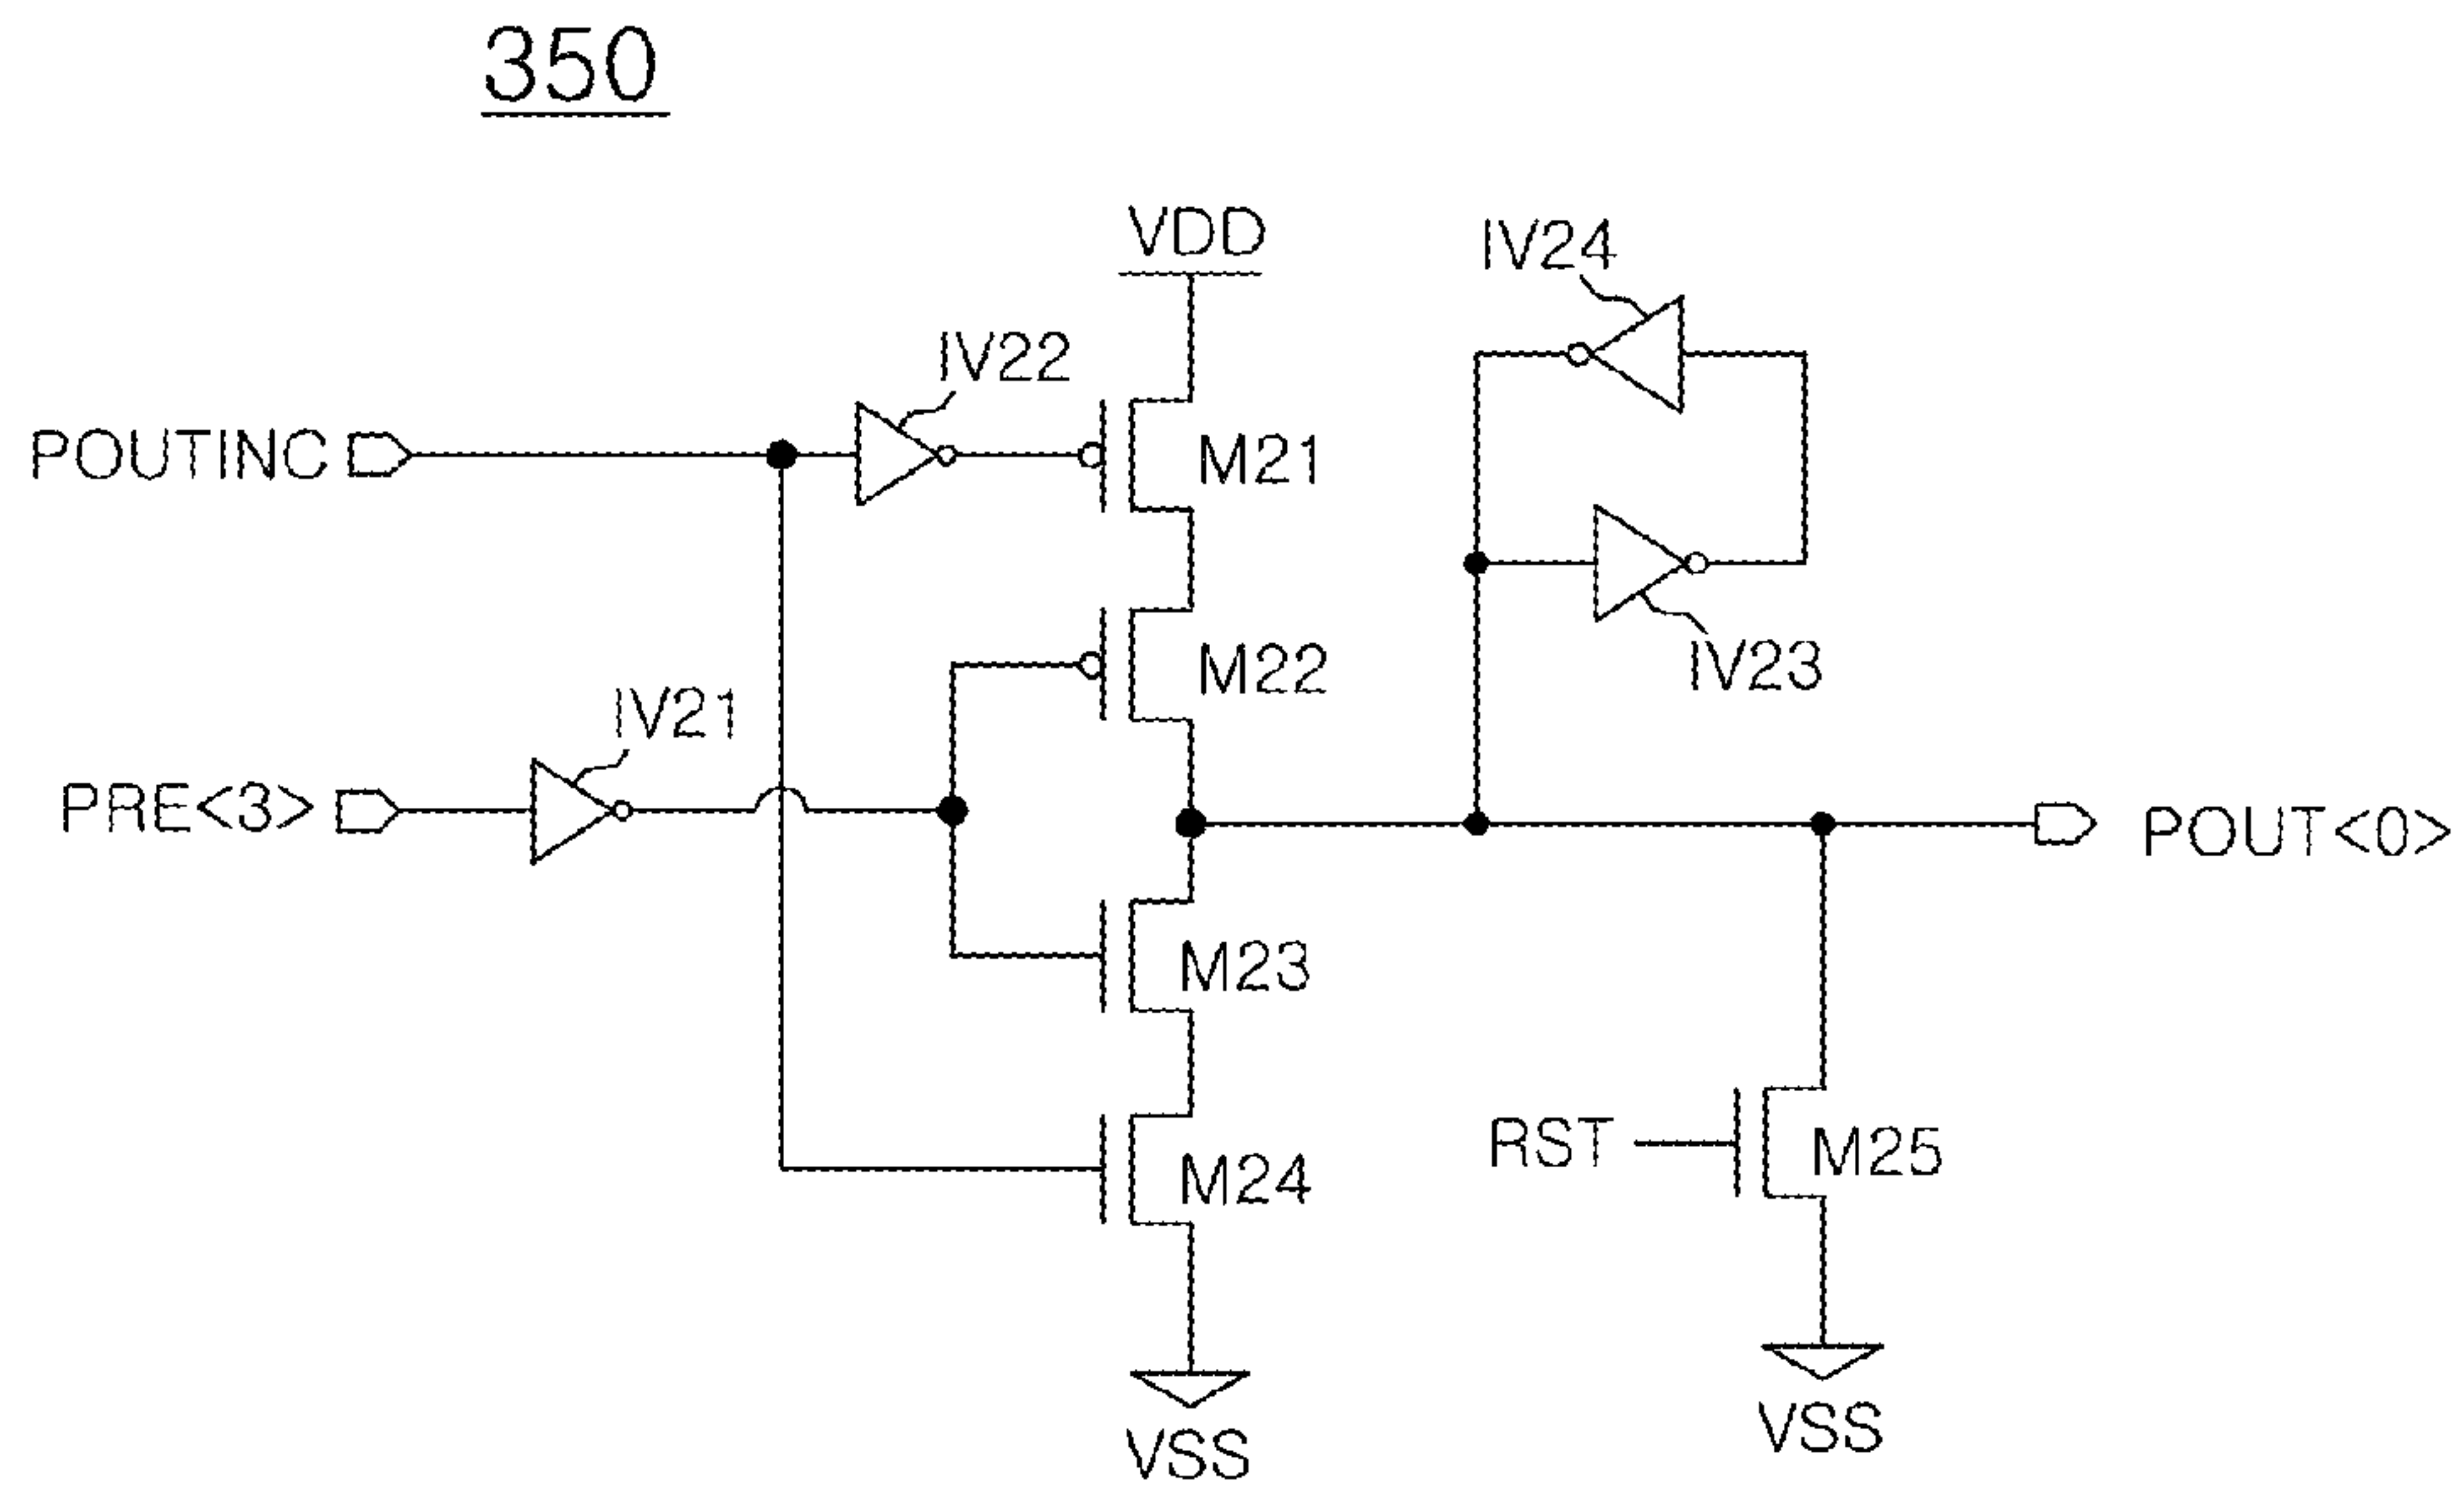 350
VDD
IV24
IV22
POUTINC
M21
M22
IV23
IV21
PRE<3>
POUT<0>
M23
RST
M25
M24
VSS
VSS